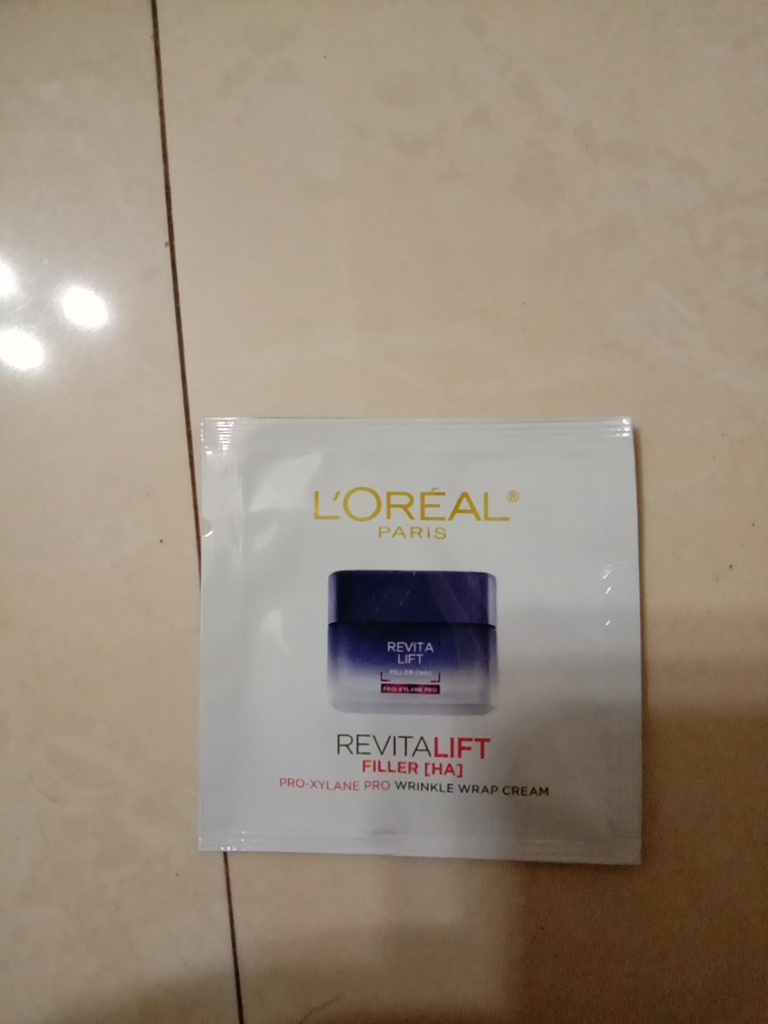 L'ORÉAL®
PARIS
REVITA
LIFT
FILLER [HA]
PRO-XYLANE PRO
REVITALIFT
FILLER [HA]
PRO-XYLANE PRO WRINKLE WRAP CREAM